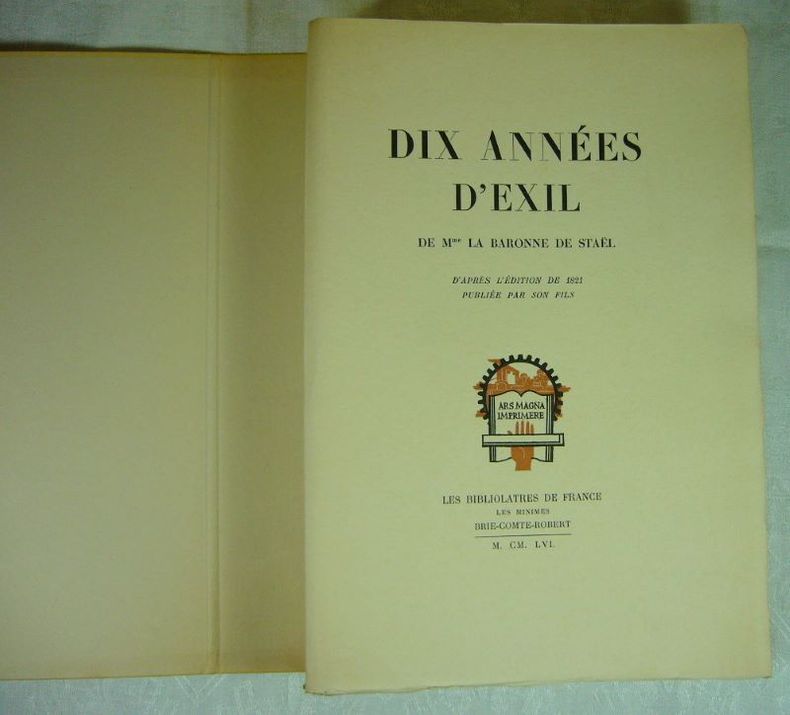 DIX ANNÉES
D'EXIL
DE Mme LA BARONNE DE STAËL
D'APRÈS L'ÉDITION DE 1821
PUBLIÉE PAR SON FILS
ARS MAGNA
IMPRIMERE
LES BIBLIOLATRES DE FRANCE
LES MINIMES
BRIE-COMTE-ROBERT
M. CM. LVI.